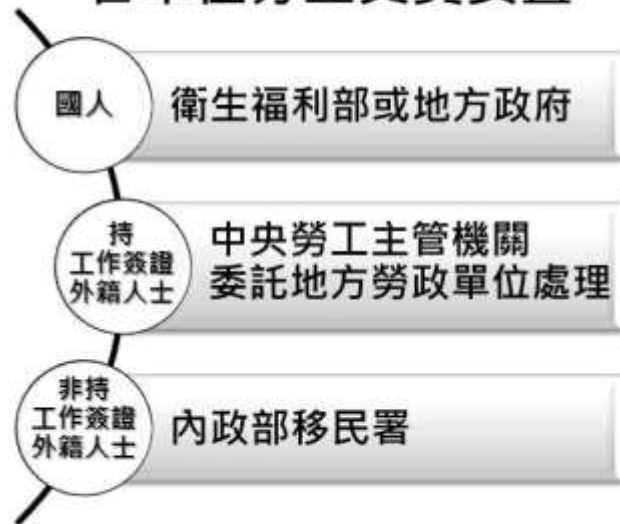 國人
衛生福利部或地方政府
持
工作簽證
外籍人士
中央勞工主管機關
委託地方勞政單位處理
非持
工作簽證
外籍人士
內政部移民署